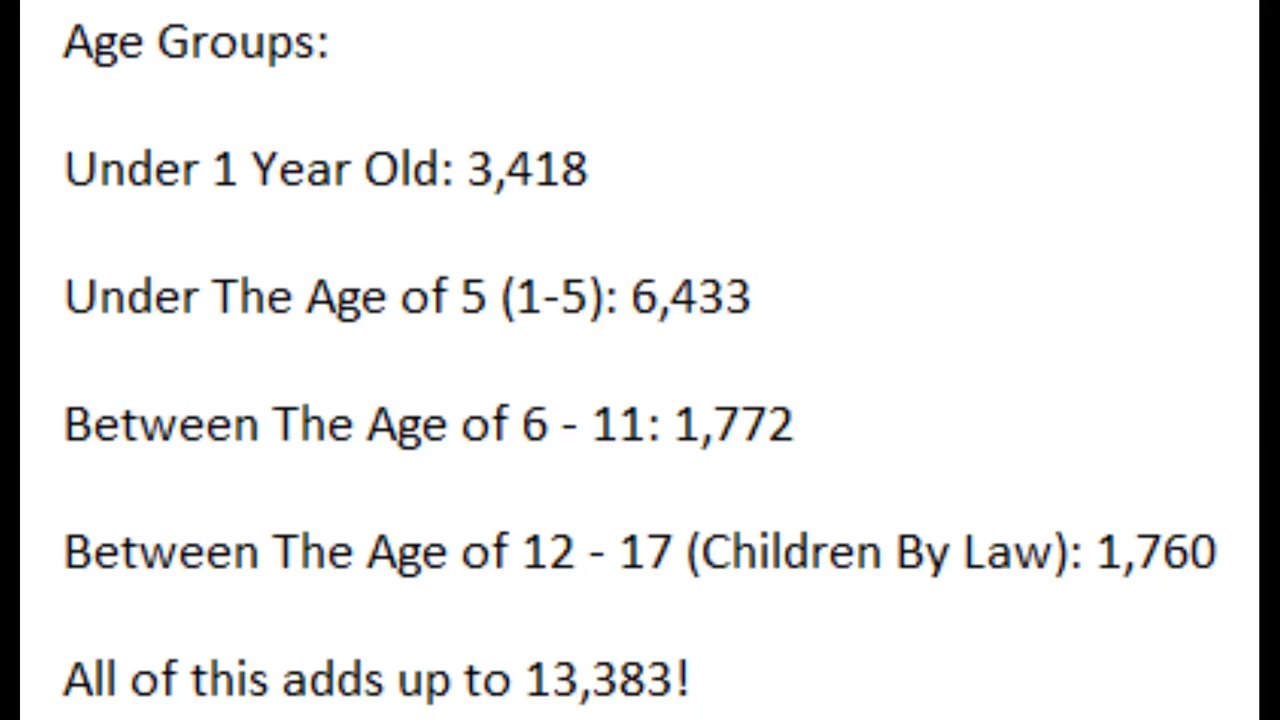 Age Groups:
Under 1 Year Old: 3,418
Under The Age of 5 (1-5): 6,433
Between The Age of 6 - 11: 1,772
Between The Age of 12 - 17 (Children By Law): 1,760
All of this adds up to 13,383!